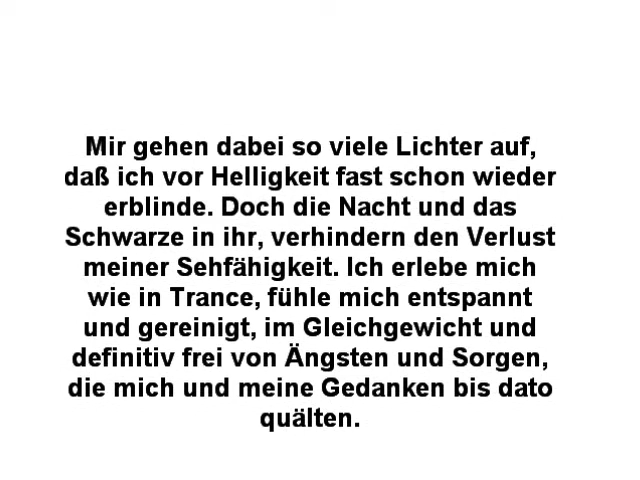 Mir gehen dabei so viele Lichter auf,
daß ich vor Helligkeit fast schon wieder
erblinde. Doch die Nacht und das
Schwarze in ihr, verhindern den Verlust
meiner Sehfähigkeit. Ich erlebe mich
wie in Trance, fühle mich entspannt
und gereinigt, im Gleichgewicht und
definitiv frei von Ängsten und Sorgen,
die mich und meine Gedanken bis dato
quälten.